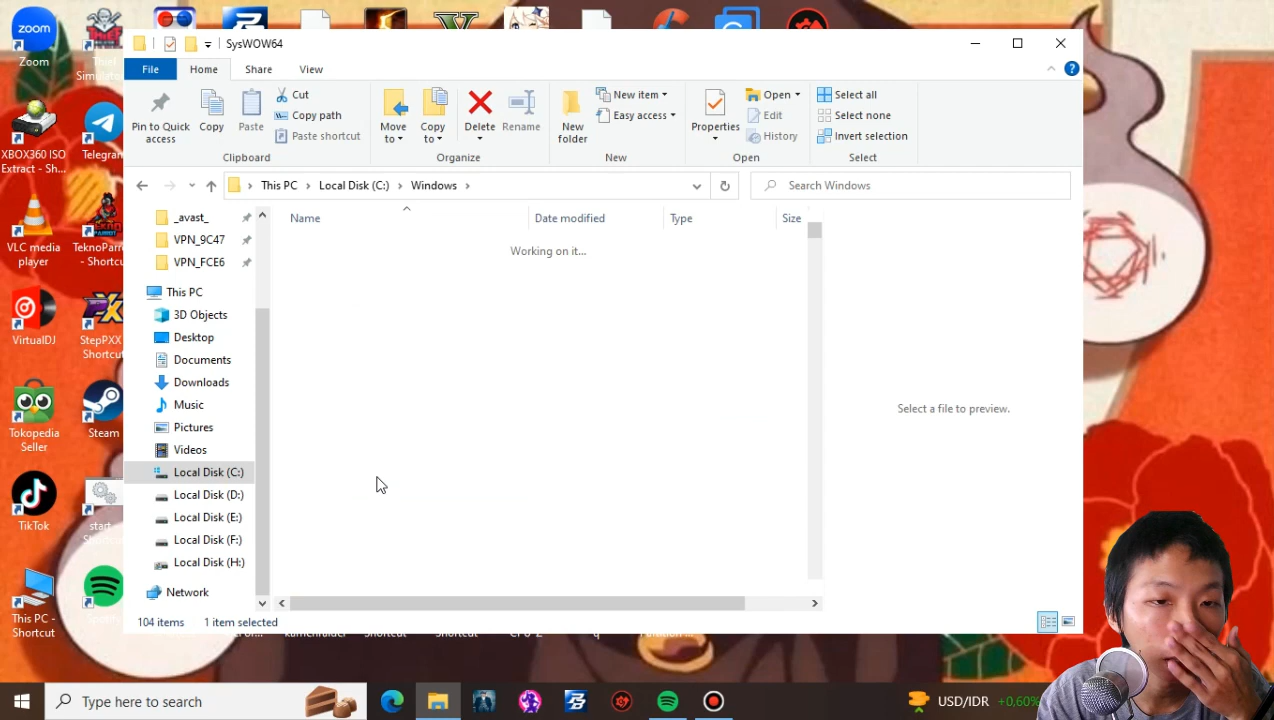 zoom
Zoom
Thief
Simulator
XBOX360 ISO
Extract - Sh...
Telegram
VLC media
player
TeknoParrot
- Shortcut
VirtualDJ
StepPXX
Shortcut
Tokopedia
Seller
Steam
TikTok
start
This PC -
Shortcut
SysWOW64
File
Home
Share
View
Pin to Quick
access
Copy
Paste
Cut
Copy path
Paste shortcut
Clipboard
Move
to
Copy
to
Delete
Rename
Organize
New
folder
New item
Easy access
New
Properties
Open
Edit
History
Open
Select all
Select none
Invert selection
Select
This PC > Local Disk (C:) > Windows >
Search Windows
_avast_
VPN_9C47
VPN_FCE6
This PC
3D Objects
Desktop
Documents
Downloads
Music
Pictures
Videos
Local Disk (C:)
Local Disk (D:)
Local Disk (E:)
Local Disk (F:)
Local Disk (H:)
Network
Name
Date modified
Type
Size
Working on it...
Select a file to preview.
104 items
1 item selected
Type here to search
USD/IDR
+0,60%